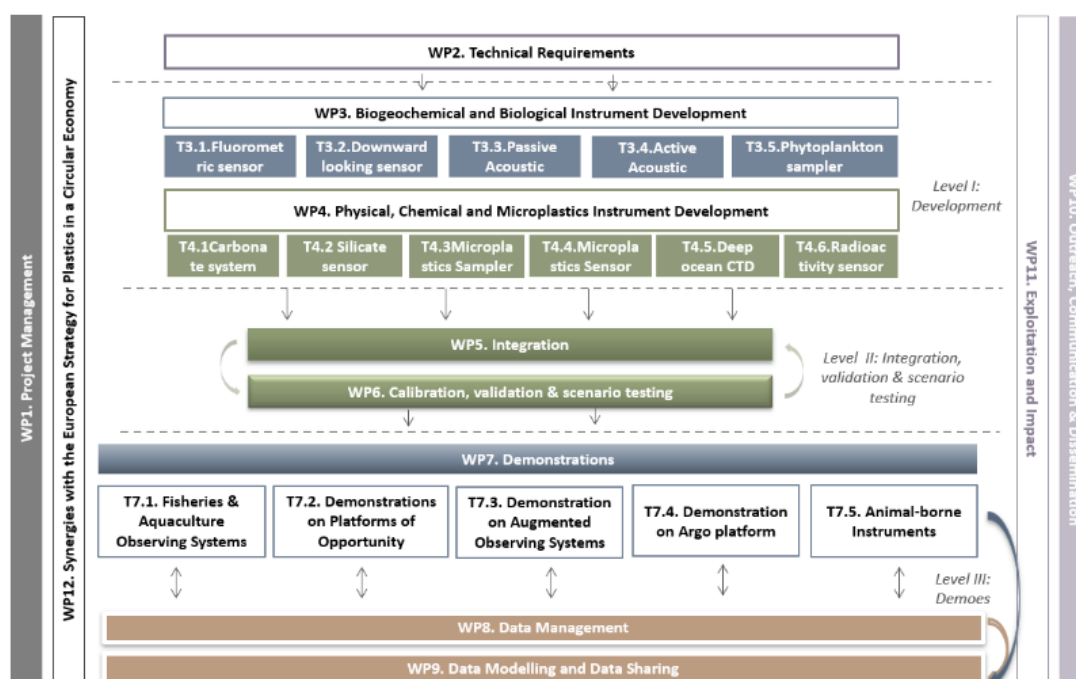 WP1. Project Management
WP12. Synergies with the European Strategy for Plastics in a Circular Economy
WP2. Technical Requirements
WP3. Biogeochemical and Biological Instrument Development
T3.1.Fluoromet
ric sensor
T3.2.Downward
looking sensor
T3.3.Passive
Acoustic
T3.4.Active
Acoustic
T3.5.Phytoplankton
sampler
Level I:
Development
WP4. Physical, Chemical and Microplastics Instrument Development
T4.1Carbona
te system
T4.2 Silicate
sensor
T4.3Micropla
stics Sampler
T4.4.Micropla
stics Sensor
T4.5.Deep
ocean CTD
T4.6.Radioac
tivity sensor
WP5. Integration
WP6. Calibration, validation & scenario testing
Level II: Integration,
validation & scenario
testing
WP7. Demonstrations
T7.1. Fisheries &
Aquaculture
Observing Systems
T7.2. Demonstrations
on Platforms of
Opportunity
T7.3. Demonstration
on Augmented
Observing Systems
T7.4. Demonstration
on Argo platform
T7.5. Animal-borne
Instruments
Level III:
Demoes
WP8. Data Management
WP9. Data Modelling and Data Sharing
WP11. Exploitation and Impact
WP10. Outreach, Communication & Dissemination